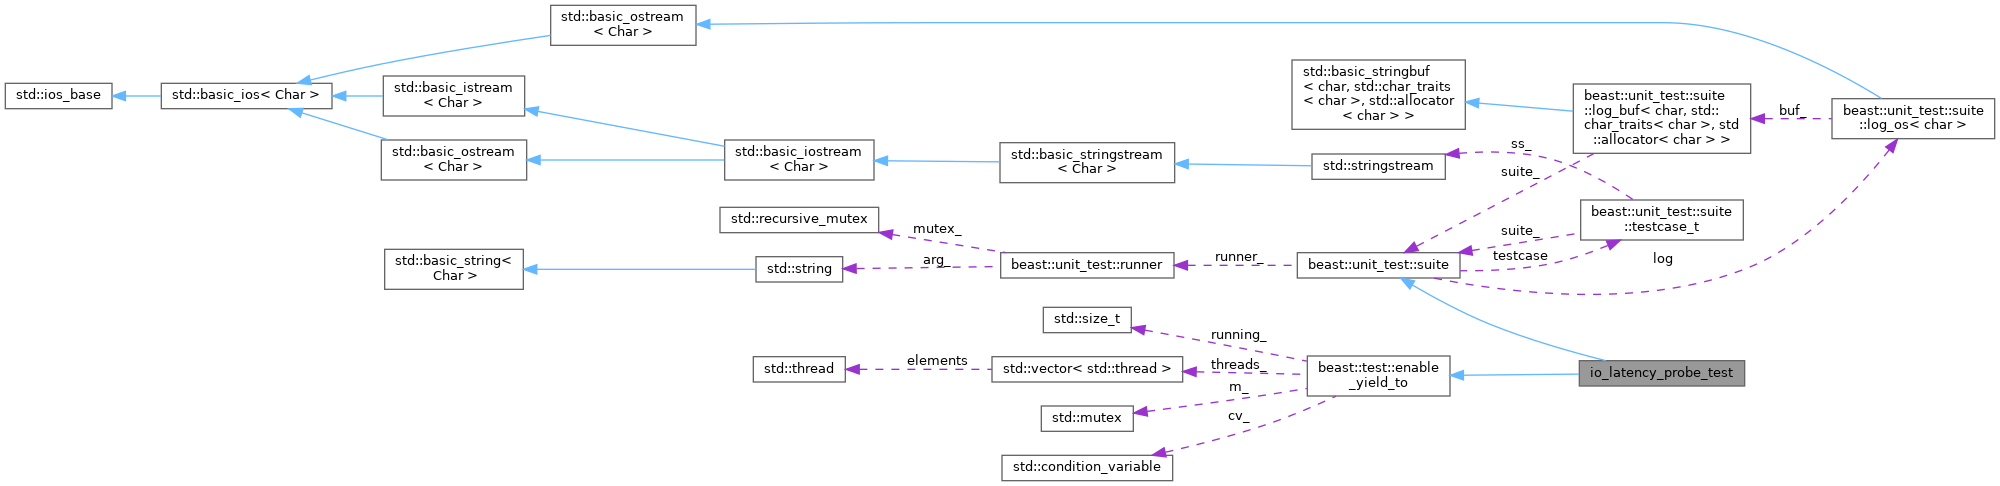 std::basic_ostream
< Char >
std::ios_base
std::basic_ios< Char >
std::basic_istream
< Char >
std::basic_ostream
< Char >
std::basic_iostream
< Char >
std::basic_stringstream
< Char >
std::stringstream
std::basic_stringbuf
< char, std::char_traits
< char >, std::allocator
< char > >
beast::unit_test::suite
::log_buf< char, std::
char_traits< char >, std
::allocator< char > >
buf_
beast::unit_test::suite
::log_os< char >
ss_
suite_
beast::unit_test::suite
::testcase_t
suite_
testcase
log
std::recursive_mutex
mutex_
std::basic_string<
Char >
std::string
arg_
beast::unit_test::runner
runner_
beast::unit_test::suite
std::size_t
running_
std::thread
elements
std::vector< std::thread >
threads_
beast::test::enable
_yield_to
io_latency_probe_test
m_
std::mutex
cv_
std::condition_variable